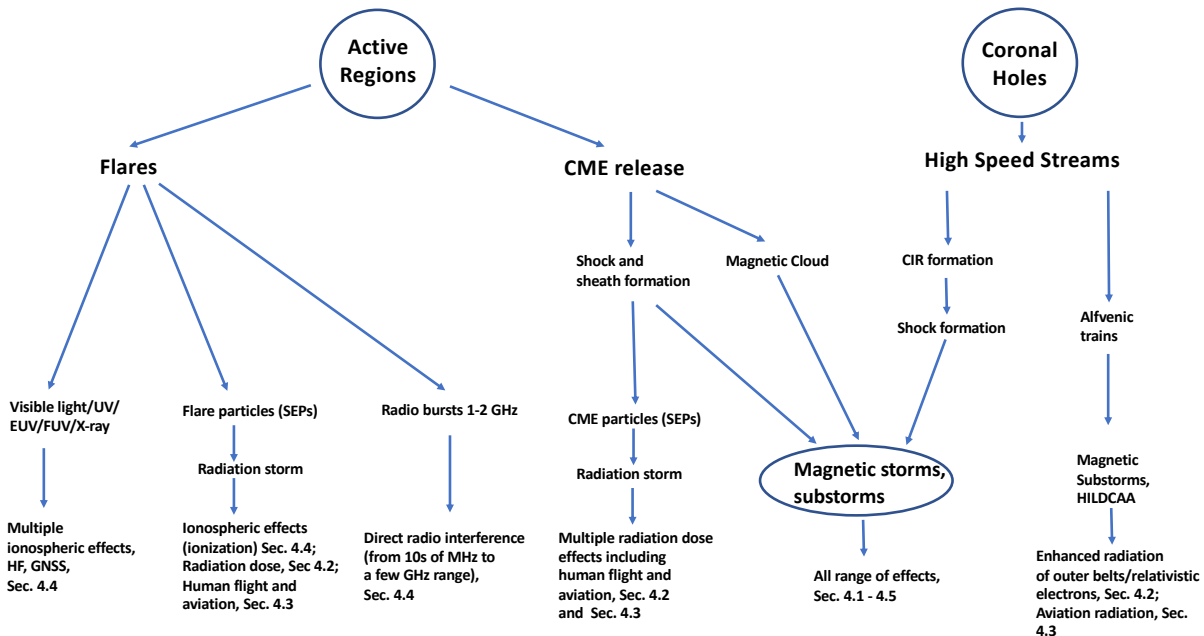 Active
Regions
Coronal
Holes
Flares
CME release
High Speed Streams
Shock and
sheath formation
Magnetic Cloud
CIR formation
Shock formation
Alfvenic
trains
Visible light/UV/
EUV/FUV/X-ray
Flare particles (SEPs)
Radio bursts 1-2 GHz
CME particles (SEPs)
Radiation storm
Radiation storm
Magnetic storms,
substorms
Magnetic
Substorms,
HILDCAA
Multiple
ionospheric effects,
HF, GNSS,
Sec. 4.4
Ionospheric effects
(ionization) Sec. 4.4;
Radiation dose, Sec 4.2;
Human flight and
aviation, Sec. 4.3
Direct radio interference
(from 10s of MHz to
a few GHz range),
Sec. 4.4
Multiple radiation dose
effects including
human flight and
aviation, Sec. 4.2
and Sec. 4.3
All range of effects,
Sec. 4.1 - 4.5
Enhanced radiation
of outer belts/relativistic
electrons, Sec. 4.2;
Aviation radiation, Sec.
4.3